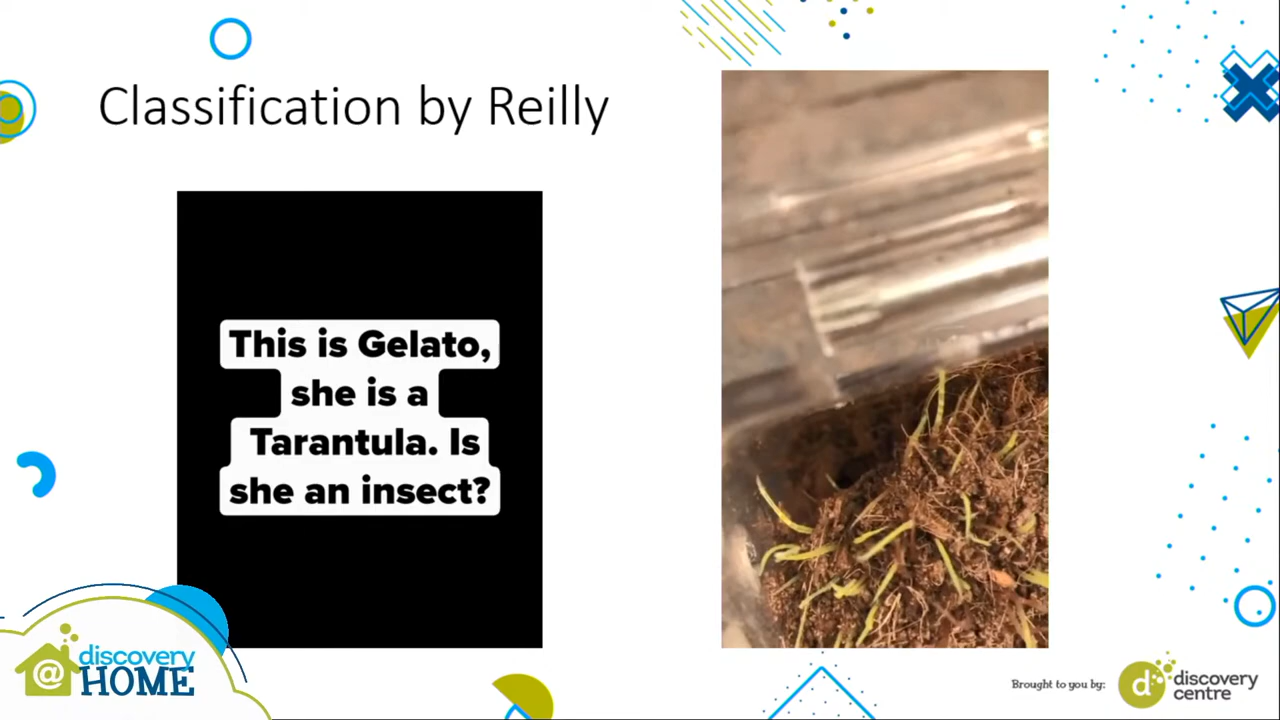 Classification by Reilly
This is Gelato,
she is a
Tarantula. Is
she an insect?
@
discovery
HOME
Brought to you by:
d
discovery
centre